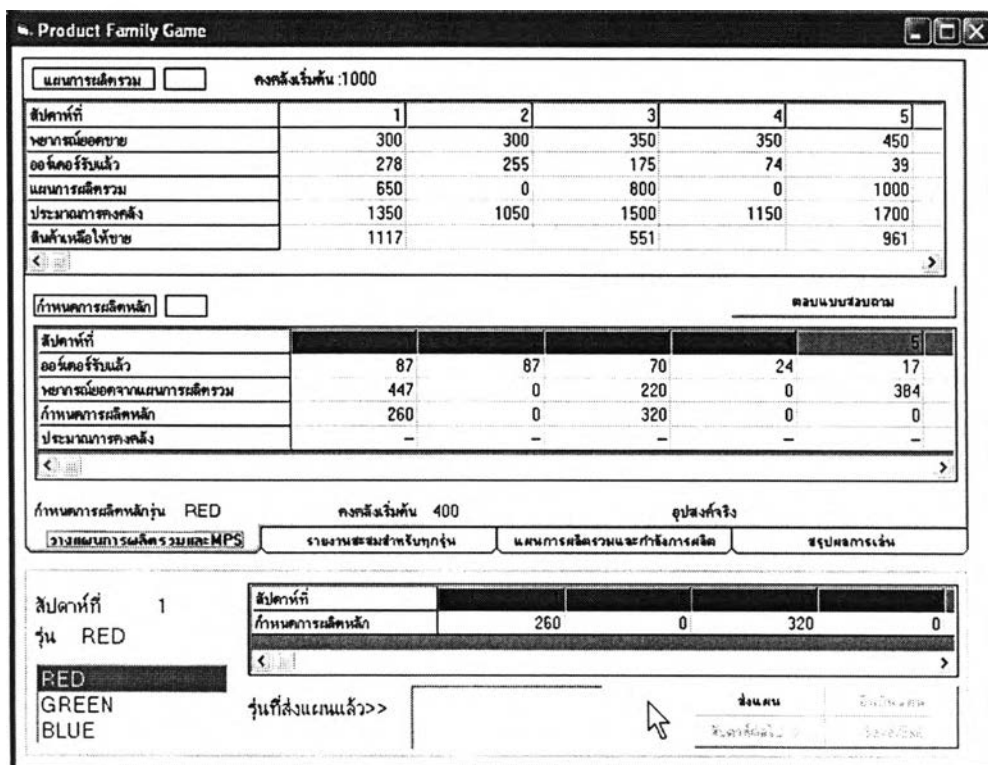 Product Family Game
แผนการผลิตรวม คงคลังเริ่มต้น :1000
สัปดาห์ที่ 1 2 3 4 5
พยากรณ์ยอดขาย 300 300 350 350 450
ออร์เดอร์รับแล้ว 278 255 175 74 39
แผนการผลิตรวม 650 0 800 0 1000
ประมาณการคงคลัง 1350 1050 1500 1150 1700
สินค้าเหลือให้ขาย 1117 551 961
กำหนดการผลิตหลัก ตอบแบบสอบถาม
สัปดาห์ที่ 5
ออร์เดอร์รับแล้ว 87 87 70 24 17
พยากรณ์ยอดจากแผนการผลิตรวม 447 0 220 0 384
กำหนดการผลิตหลัก 260 0 320 0 0
ประมาณการคงคลัง – – – – –
กำหนดการผลิตหลักรุ่น RED คงคลังเริ่มต้น 400 อุปสงค์จริง
วางแผนการผลิตรวมและMPS รายงานสะสมสำหรับทุกรุ่น แผนการผลิตรวมและกำลังการผลิต สรุปผลการเล่น
สัปดาห์ที่ 1
รุ่น RED
RED
GREEN
BLUE
สัปดาห์ที่
กำหนดการผลิตหลัก 260 0 320 0
รุ่นที่ส่งแผนแล้ว>>
ส่งแผน